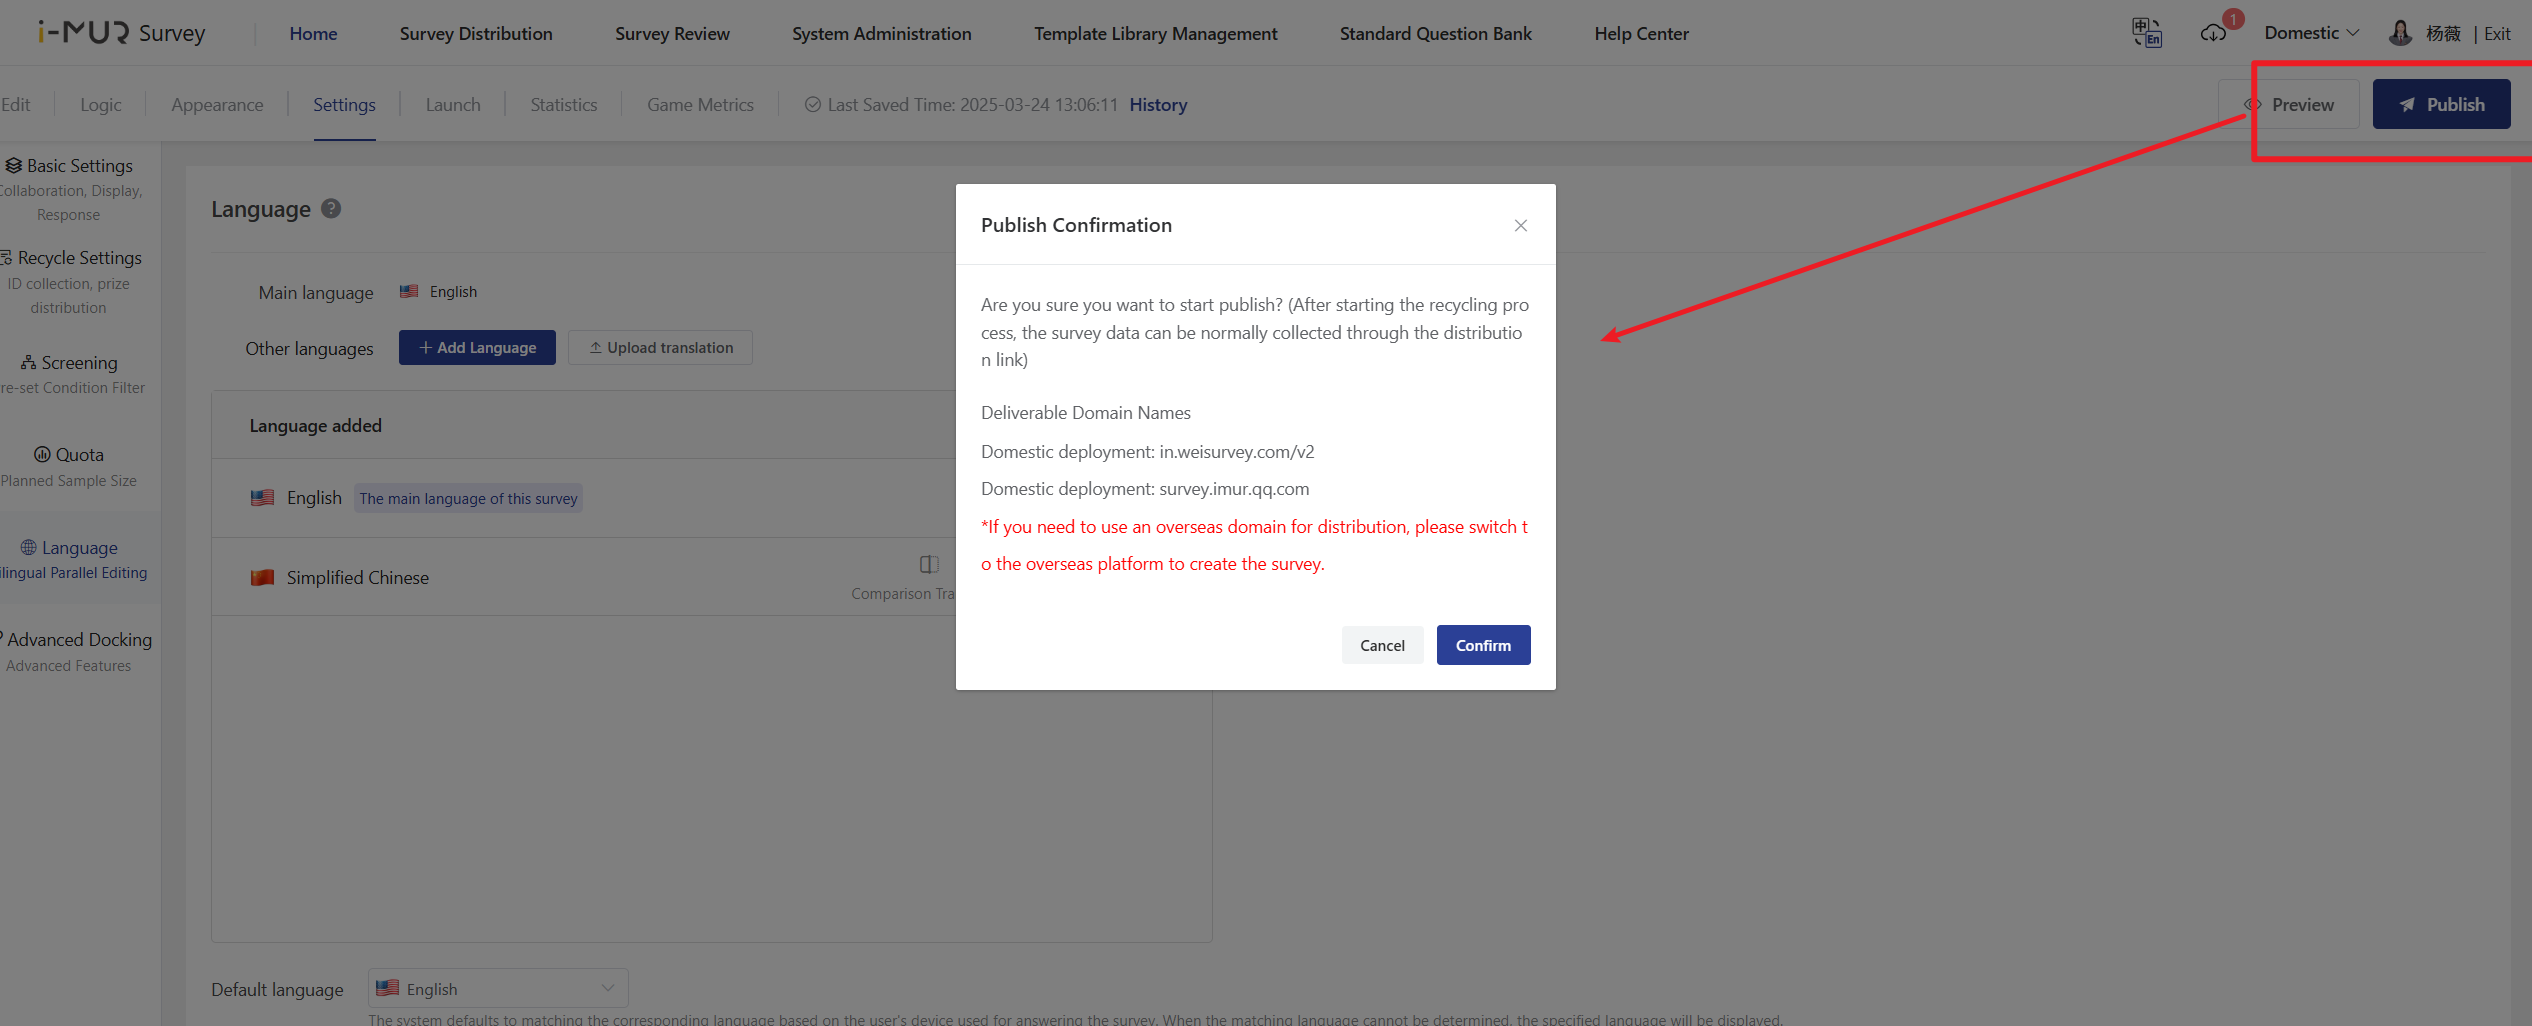 i-MUR Survey
Home
Survey Distribution
Survey Review
System Administration
Template Library Management
Standard Question Bank
Help Center
中 En
1
Domestic
杨薇 | Exit
Edit
Logic
Appearance
Settings
Launch
Statistics
Game Metrics
Last Saved Time: 2025-03-24 13:06:11 History
Preview
Publish
Basic Settings
Collaboration, Display,
Response
Recycle Settings
ID collection, prize
distribution
Screening
re-set Condition Filter
Quota
Planned Sample Size
Language
ilingual Parallel Editing
Advanced Docking
Advanced Features
Language ?
Main language English
Other languages + Add Language Upload translation
Language added
English The main language of this survey
Simplified Chinese
Comparison Tra
Default language English
The system defaults to matching the corresponding language based on the user's device used for answering the survey. When the matching language cannot be determined, the specified language will be displayed.
Publish Confirmation
Are you sure you want to start publish? (After starting the recycling pro
cess, the survey data can be normally collected through the distributio
n link)
Deliverable Domain Names
Domestic deployment: in.weisurvey.com/v2
Domestic deployment: survey.imur.qq.com
*If you need to use an overseas domain for distribution, please switch t
o the overseas platform to create the survey.
Cancel
Confirm